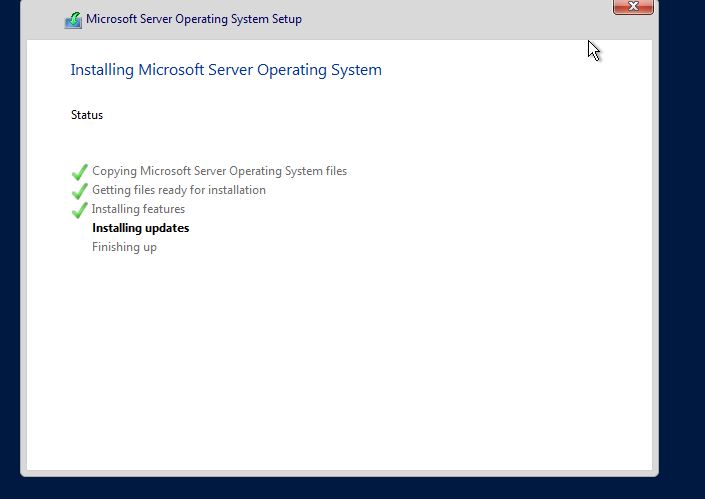 Microsoft Server Operating System Setup
Installing Microsoft Server Operating System
Status
Copying Microsoft Server Operating System files
Getting files ready for installation
Installing features
Installing updates
Finishing up